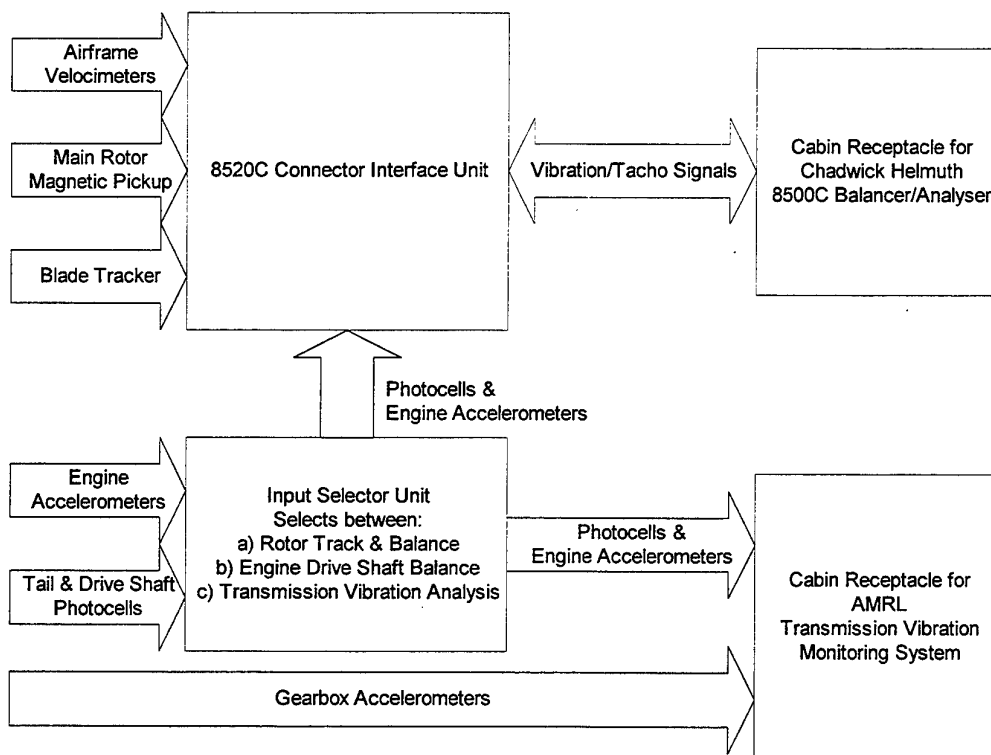 Airframe
Velocimeters
Main Rotor
Magnetic Pickup
Blade Tracker
8520C Connector Interface Unit
Vibration/Tacho Signals
Cabin Receptacle for
Chadwick Helmuth
8500C Balancer/Analyser
Photocells &
Engine Accelerometers
Engine
Accelerometers
Tail & Drive Shaft
Photocells
Input Selector Unit
Selects between:
a) Rotor Track & Balance
b) Engine Drive Shaft Balance
c) Transmission Vibration Analysis
Photocells &
Engine Accelerometers
Cabin Receptacle for
AMRL
Transmission Vibration
Monitoring System
Gearbox Accelerometers